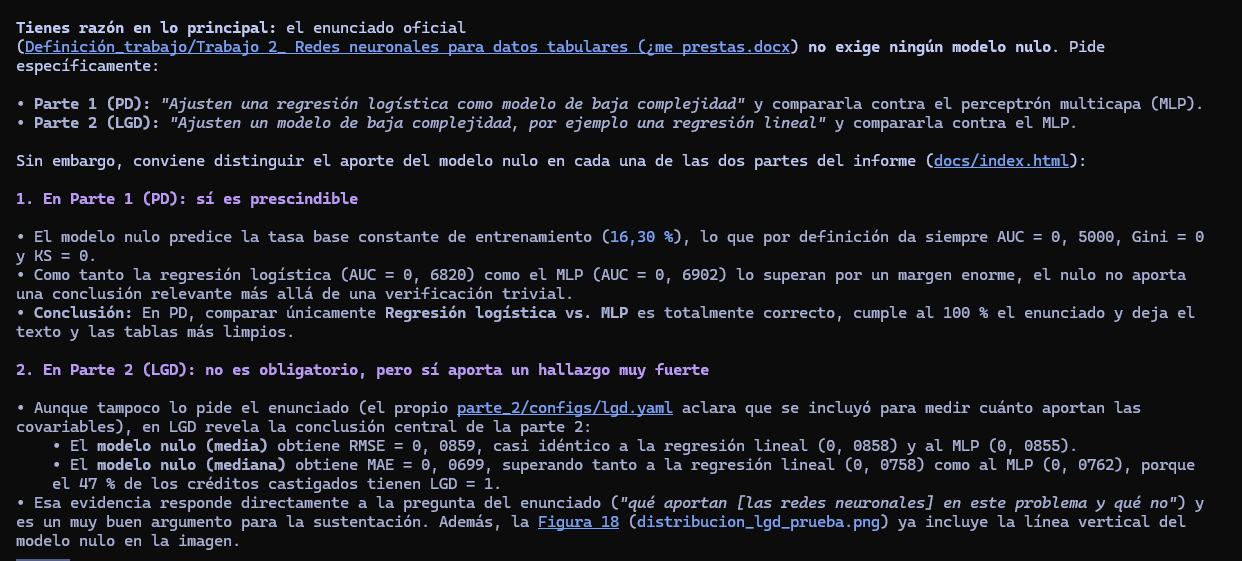 Tienes razón en lo principal: el enunciado oficial
(Definición_trabajo/Trabajo 2_ Redes neuronales para datos tabulares (¿me prestas.docx) no exige ningún modelo nulo. Pide
específicamente:
• Parte 1 (PD): "Ajusten una regresión logística como modelo de baja complejidad" y compararla contra el perceptrón multicapa (MLP).
• Parte 2 (LGD): "Ajusten un modelo de baja complejidad, por ejemplo una regresión lineal" y compararla contra el MLP.
Sin embargo, conviene distinguir el aporte del modelo nulo en cada una de las dos partes del informe (docs/index.html):
1. En Parte 1 (PD): sí es prescindible
• El modelo nulo predice la tasa base constante de entrenamiento (16,30 %), lo que por definición da siempre AUC = 0, 5000, Gini = 0
y KS = 0.
• Como tanto la regresión logística (AUC = 0, 6820) como el MLP (AUC = 0, 6902) lo superan por un margen enorme, el nulo no aporta
una conclusión relevante más allá de una verificación trivial.
• Conclusión: En PD, comparar únicamente Regresión logística vs. MLP es totalmente correcto, cumple al 100 % el enunciado y deja el
texto y las tablas más limpios.
2. En Parte 2 (LGD): no es obligatorio, pero sí aporta un hallazgo muy fuerte
• Aunque tampoco lo pide el enunciado (el propio parte_2/configs/lgd.yaml aclara que se incluyó para medir cuánto aportan las
covariables), en LGD revela la conclusión central de la parte 2:
• El modelo nulo (media) obtiene RMSE = 0, 0859, casi idéntico a la regresión lineal (0, 0858) y al MLP (0, 0855).
• El modelo nulo (mediana) obtiene MAE = 0, 0699, superando tanto a la regresión lineal (0, 0758) como al MLP (0, 0762), porque
el 47 % de los créditos castigados tienen LGD = 1.
• Esa evidencia responde directamente a la pregunta del enunciado ("qué aportan [las redes neuronales] en este problema y qué no") y
es un muy buen argumento para la sustentación. Además, la Figura 18 (distribucion_lgd_prueba.png) ya incluye la línea vertical del
modelo nulo en la imagen.